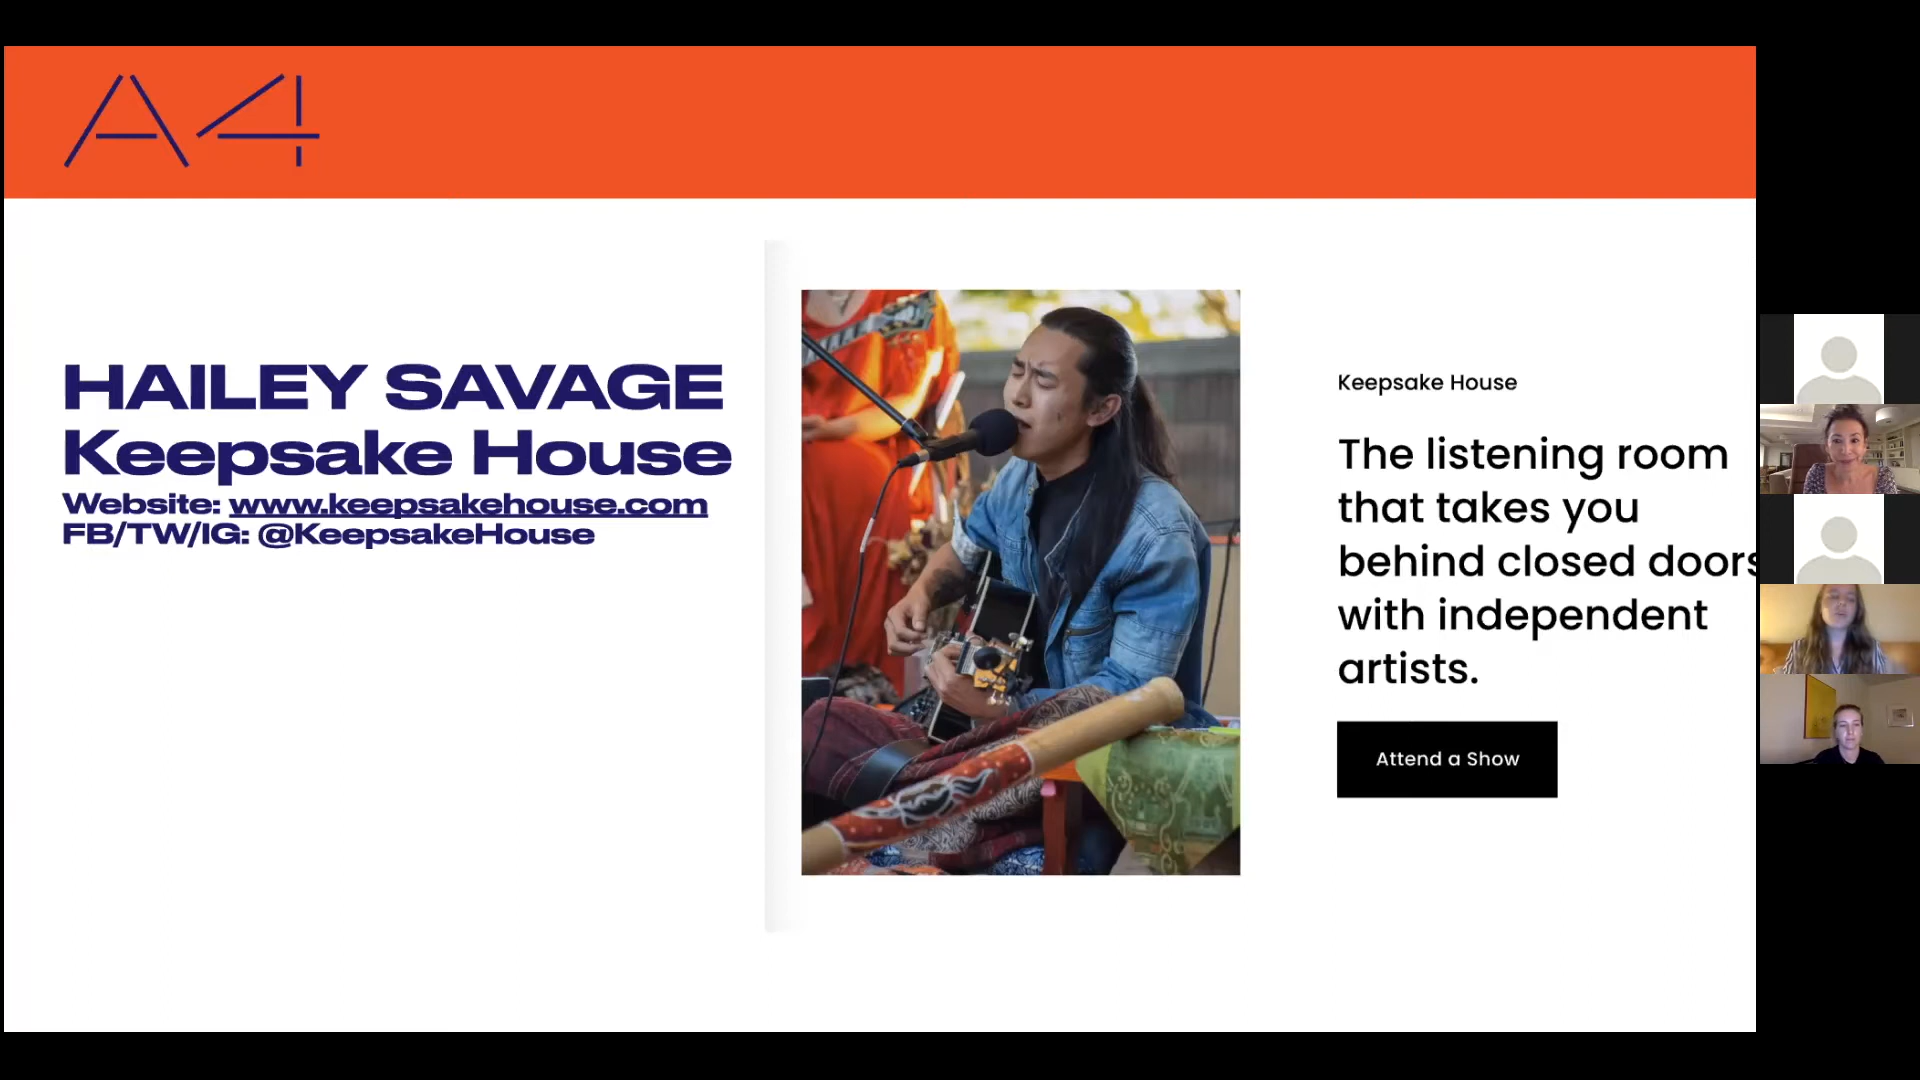 A4
HAILEY SAVAGE
Keepsake House
Website: www.keepsakehouse.com
FB/TW/IG: @KeepsakeHouse
Keepsake House
The listening room
that takes you
behind closed doors
with independent
artists.
Attend a Show